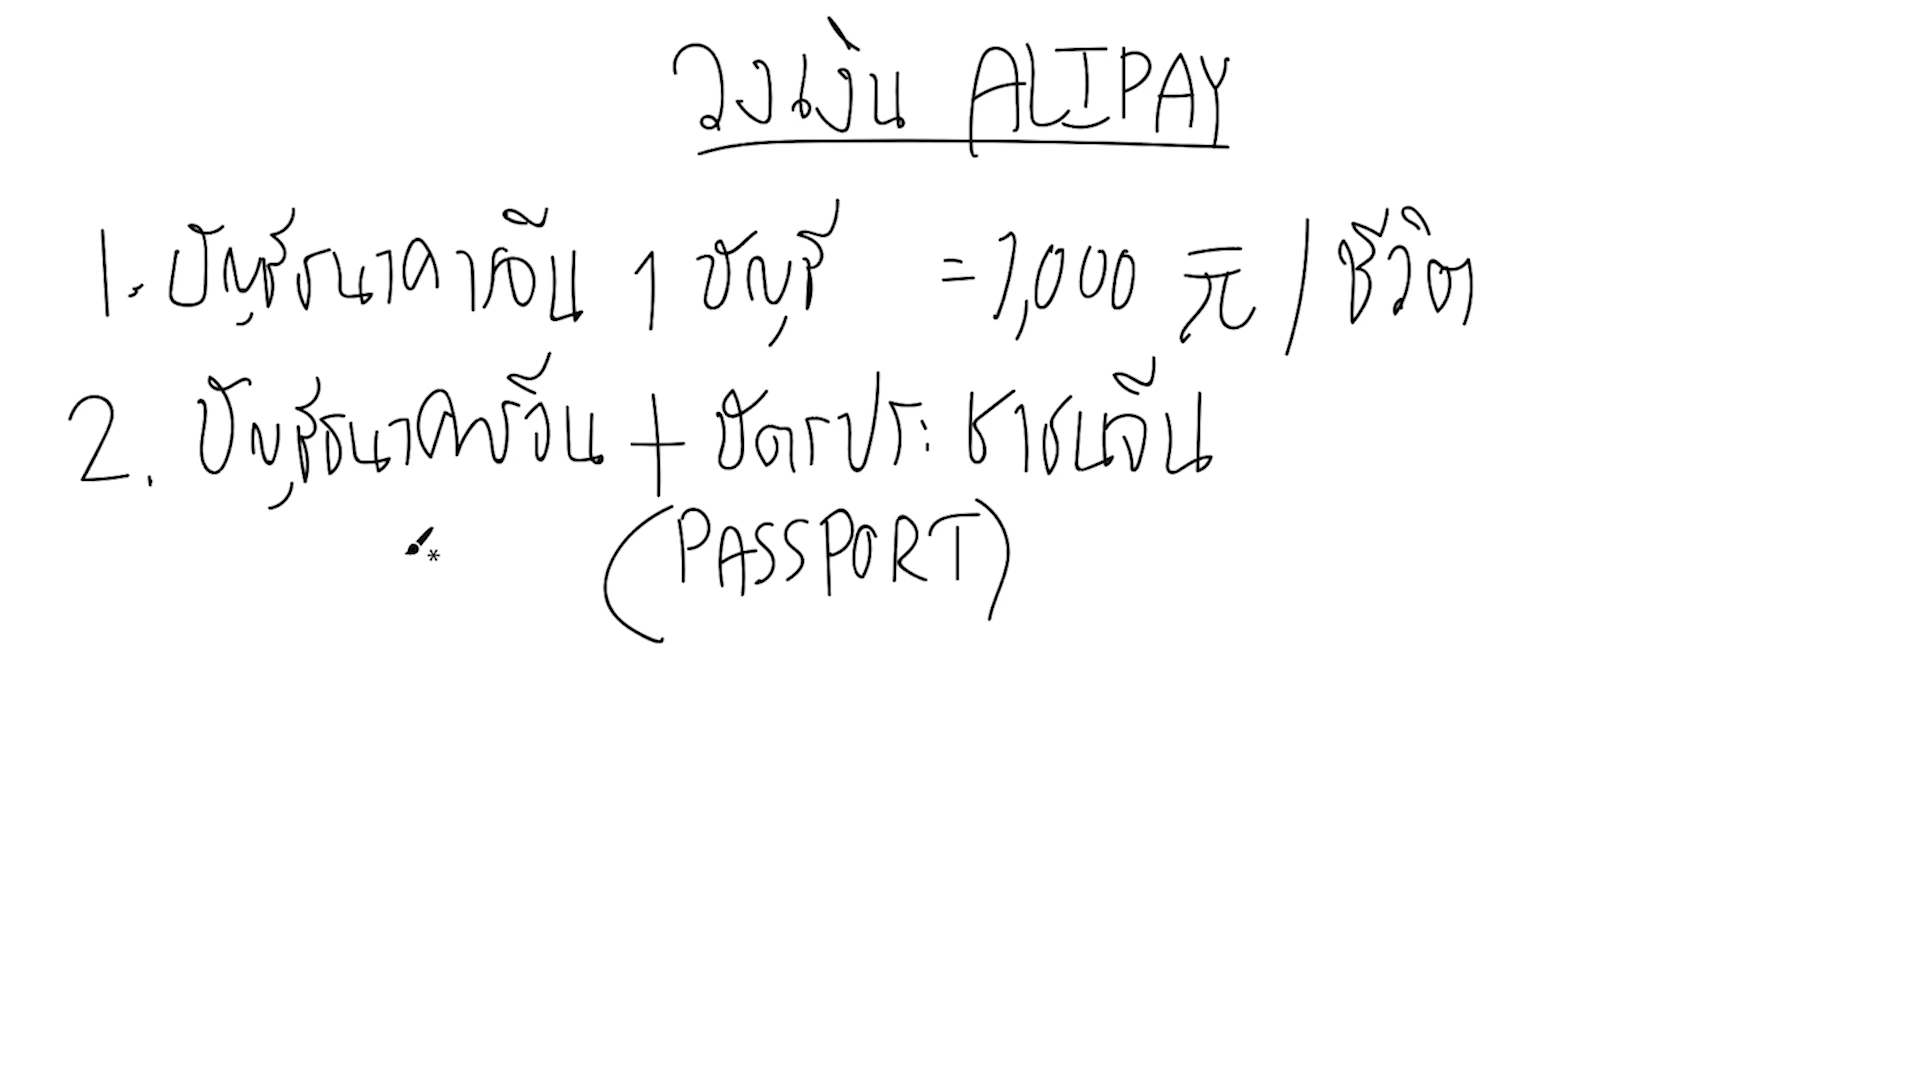 วงเงิน ALIPAY
1. บัญชีธนาคารจีน 1 บัญชี = 1,000 元 / ชีวิต
2. บัญชีธนาคารจีน + บัตรประชาชนจีน
(PASSPORT)